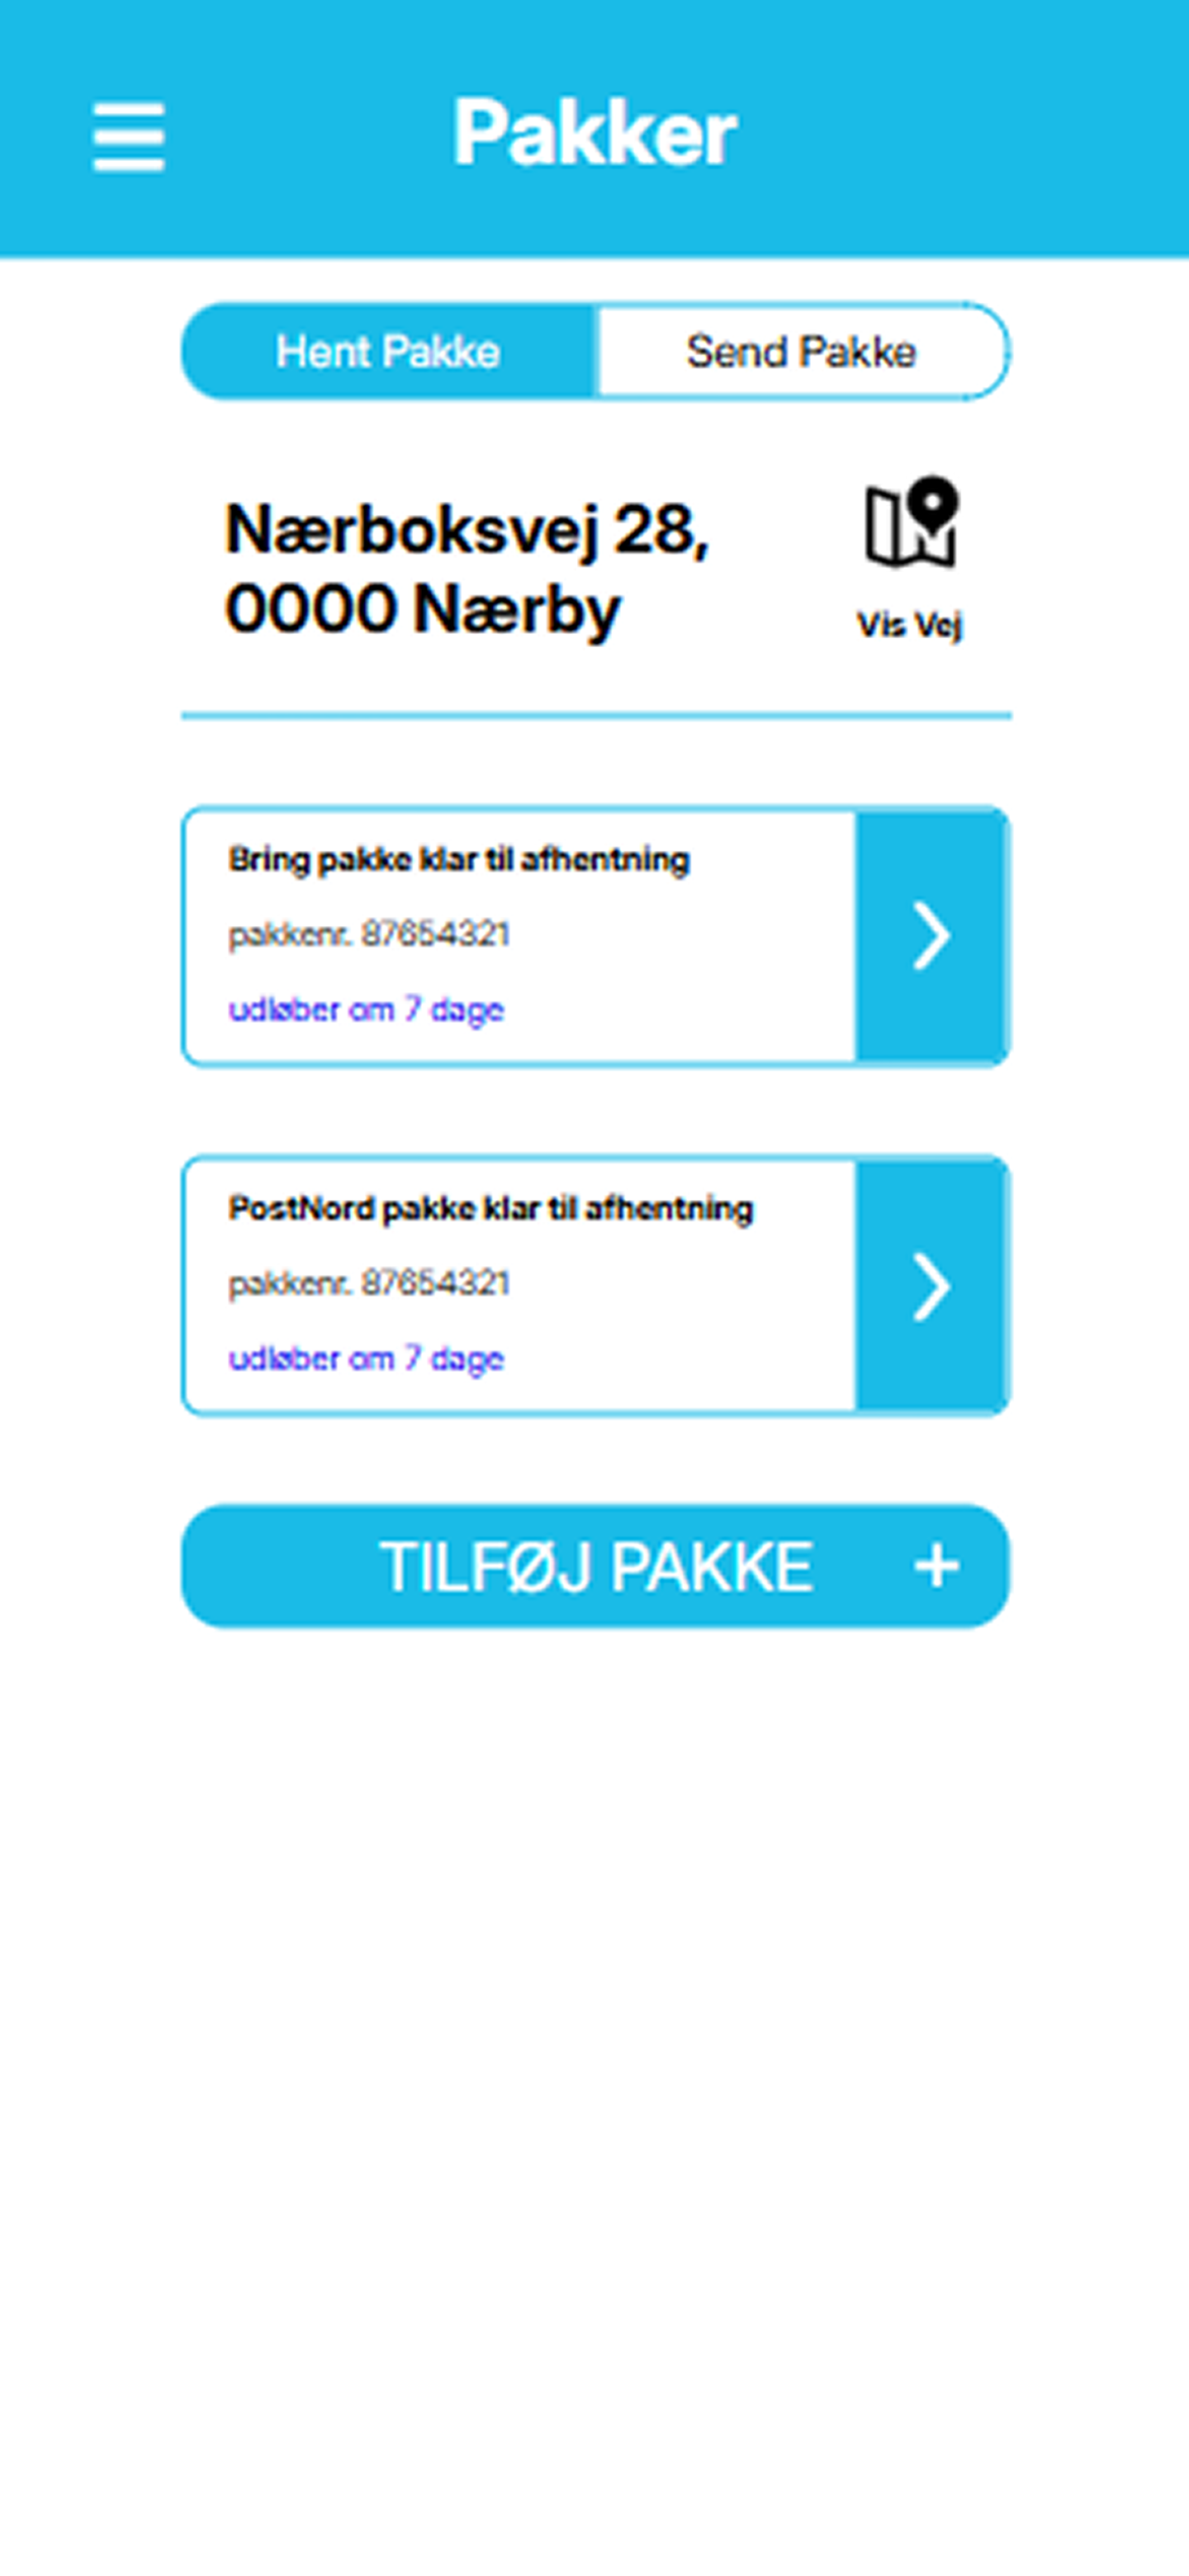 Pakker
Hent Pakke
Send Pakke
Nærboksvej 28,
0000 Nærby
Vis Vej
Bring pakke klar til afhentning
pakkenr. 87654321
udløber om 7 dage
PostNord pakke klar til afhentning
pakkenr. 87654321
udløber om 7 dage
TILFØJ PAKKE +